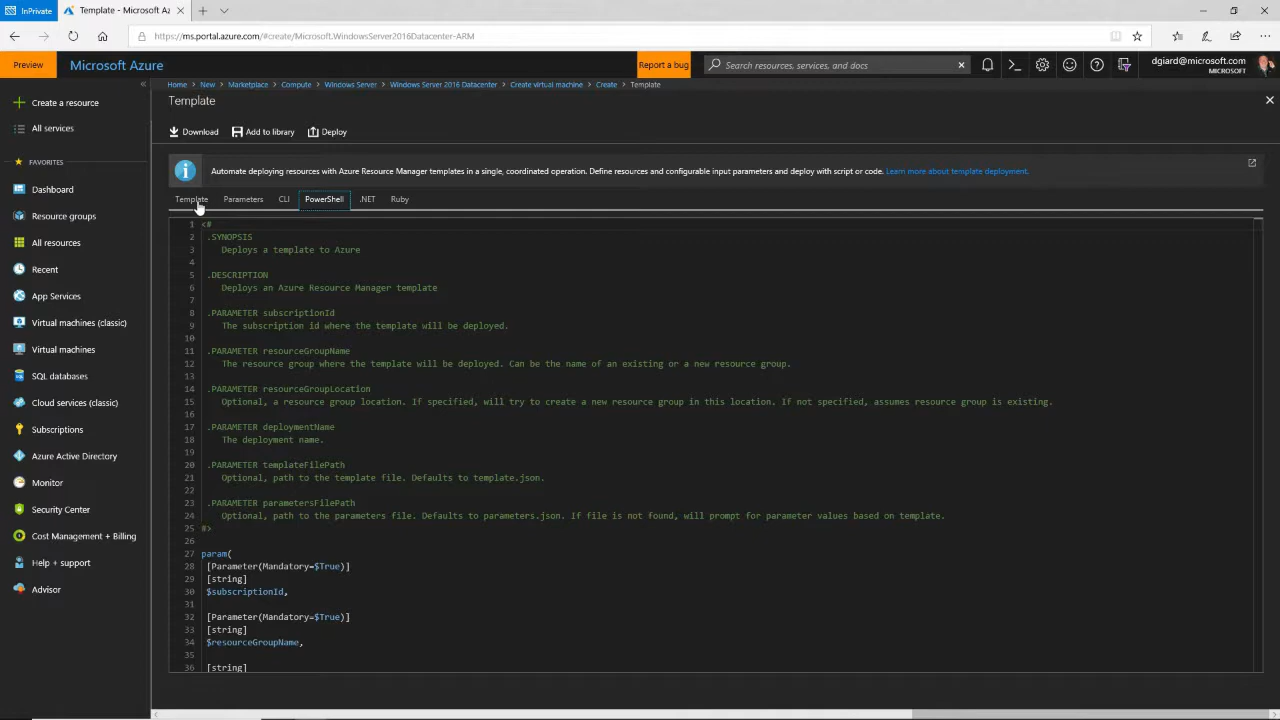 InPrivate
Template - Microsoft Az
https://ms.portal.azure.com/#create/Microsoft.WindowsServer2016Datacenter-ARM
Preview
Microsoft Azure
Report a bug
Search resources, services, and docs
dgiard@microsoft.com
MICROSOFT
Home > New > Marketplace > Compute > Windows Server > Windows Server 2016 Datacenter > Create virtual machine > Create > Template
Template
Download
Add to library
Deploy
Automate deploying resources with Azure Resource Manager templates in a single, coordinated operation. Define resources and configurable input parameters and deploy with script or code. Learn more about template deployment.
Template Parameters CLI PowerShell .NET Ruby
Create a resource
All services
FAVORITES
Dashboard
Resource groups
All resources
Recent
App Services
Virtual machines (classic)
Virtual machines
SQL databases
Cloud services (classic)
Subscriptions
Azure Active Directory
Monitor
Security Center
Cost Management + Billing
Help + support
Advisor
1 <#
2 .SYNOPSIS
3 Deploys a template to Azure
4
5 .DESCRIPTION
6 Deploys an Azure Resource Manager template
7
8 .PARAMETER subscriptionId
9 The subscription id where the template will be deployed.
10
11 .PARAMETER resourceGroupName
12 The resource group where the template will be deployed. Can be the name of an existing or a new resource group.
13
14 .PARAMETER resourceGroupLocation
15 Optional, a resource group location. If specified, will try to create a new resource group in this location. If not specified, assumes resource group is existing.
16
17 .PARAMETER deploymentName
18 The deployment name.
19
20 .PARAMETER templateFilePath
21 Optional, path to the template file. Defaults to template.json.
22
23 .PARAMETER parametersFilePath
24 Optional, path to the parameters file. Defaults to parameters.json. If file is not found, will prompt for parameter values based on template.
25 #>
26
27 param(
28 [Parameter(Mandatory=$True)]
29 [string]
30 $subscriptionId,
31
32 [Parameter(Mandatory=$True)]
33 [string]
34 $resourceGroupName,
35
36 [string]